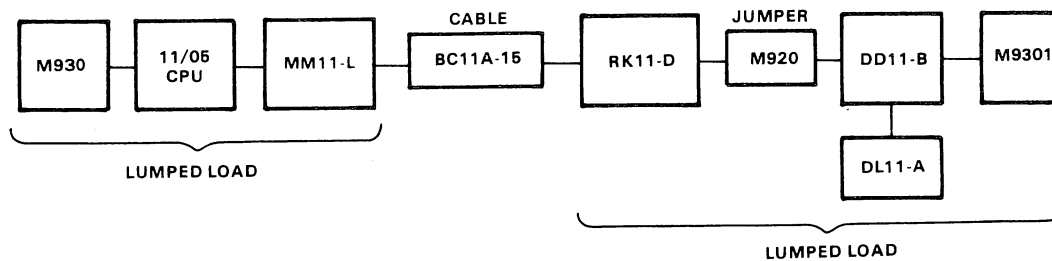 CABLE
JUMPER
M930
11/05
CPU
MM11-L
BC11A-15
RK11-D
M920
DD11-B
M9301
DL11-A
LUMPED LOAD
LUMPED LOAD